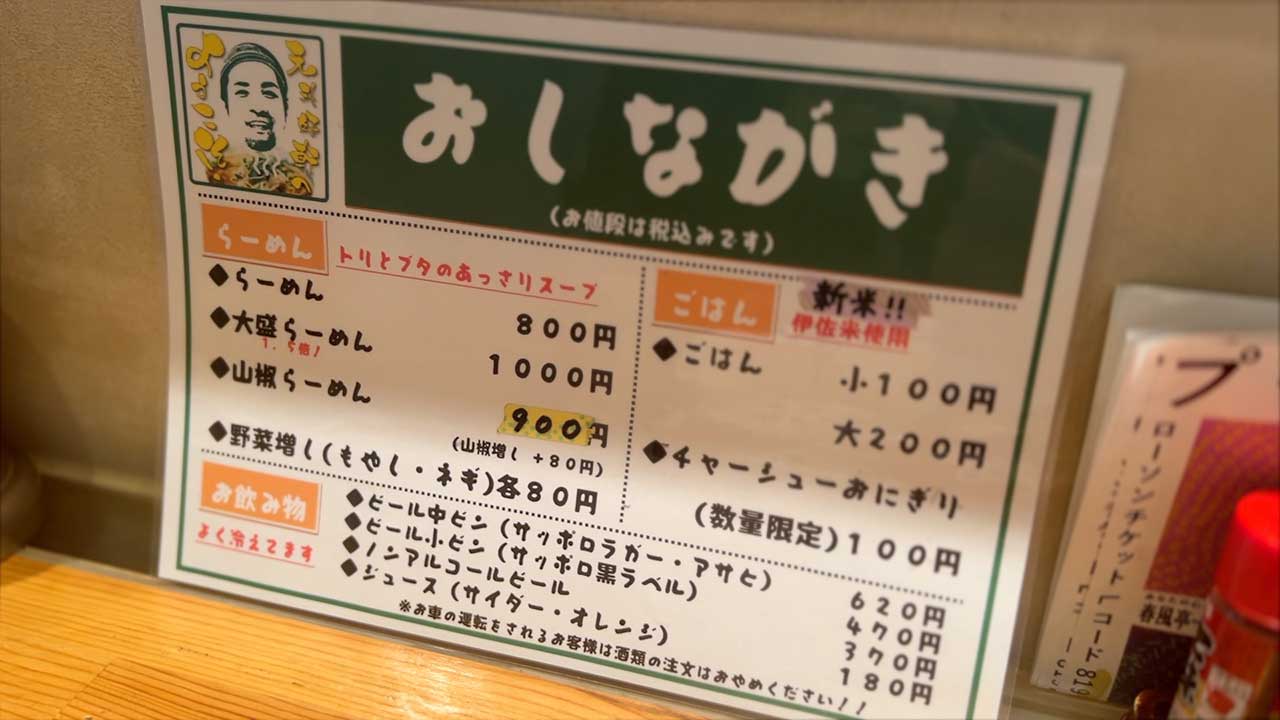 おしながき
(お値段は税込みです)
らーめん
トリとブタのあっさりスープ
◆らーめん 800円
◆大盛らーめん 1000円
1.5倍!
◆山椒らーめん 900円
(山椒増し +80円)
◆野菜増し(もやし・ネギ)各80円
ごはん
新米!!
伊佐米使用
◆ごはん 小100円
大200円
◆チャーシューおにぎり
(数量限定)100円
お飲み物
よく冷えてます
◆ビール中ビン (サッポロラガー・アサヒ) 620円
◆ビール小ビン (サッポロ黒ラベル) 470円
◆ノンアルコールビール 370円
◆ジュース (サイダー・オレンジ) 180円
※お車の運転をされるお客様は酒類の注文はおやめください!!
プ
ローソンチケット Lコード 819
春風亭